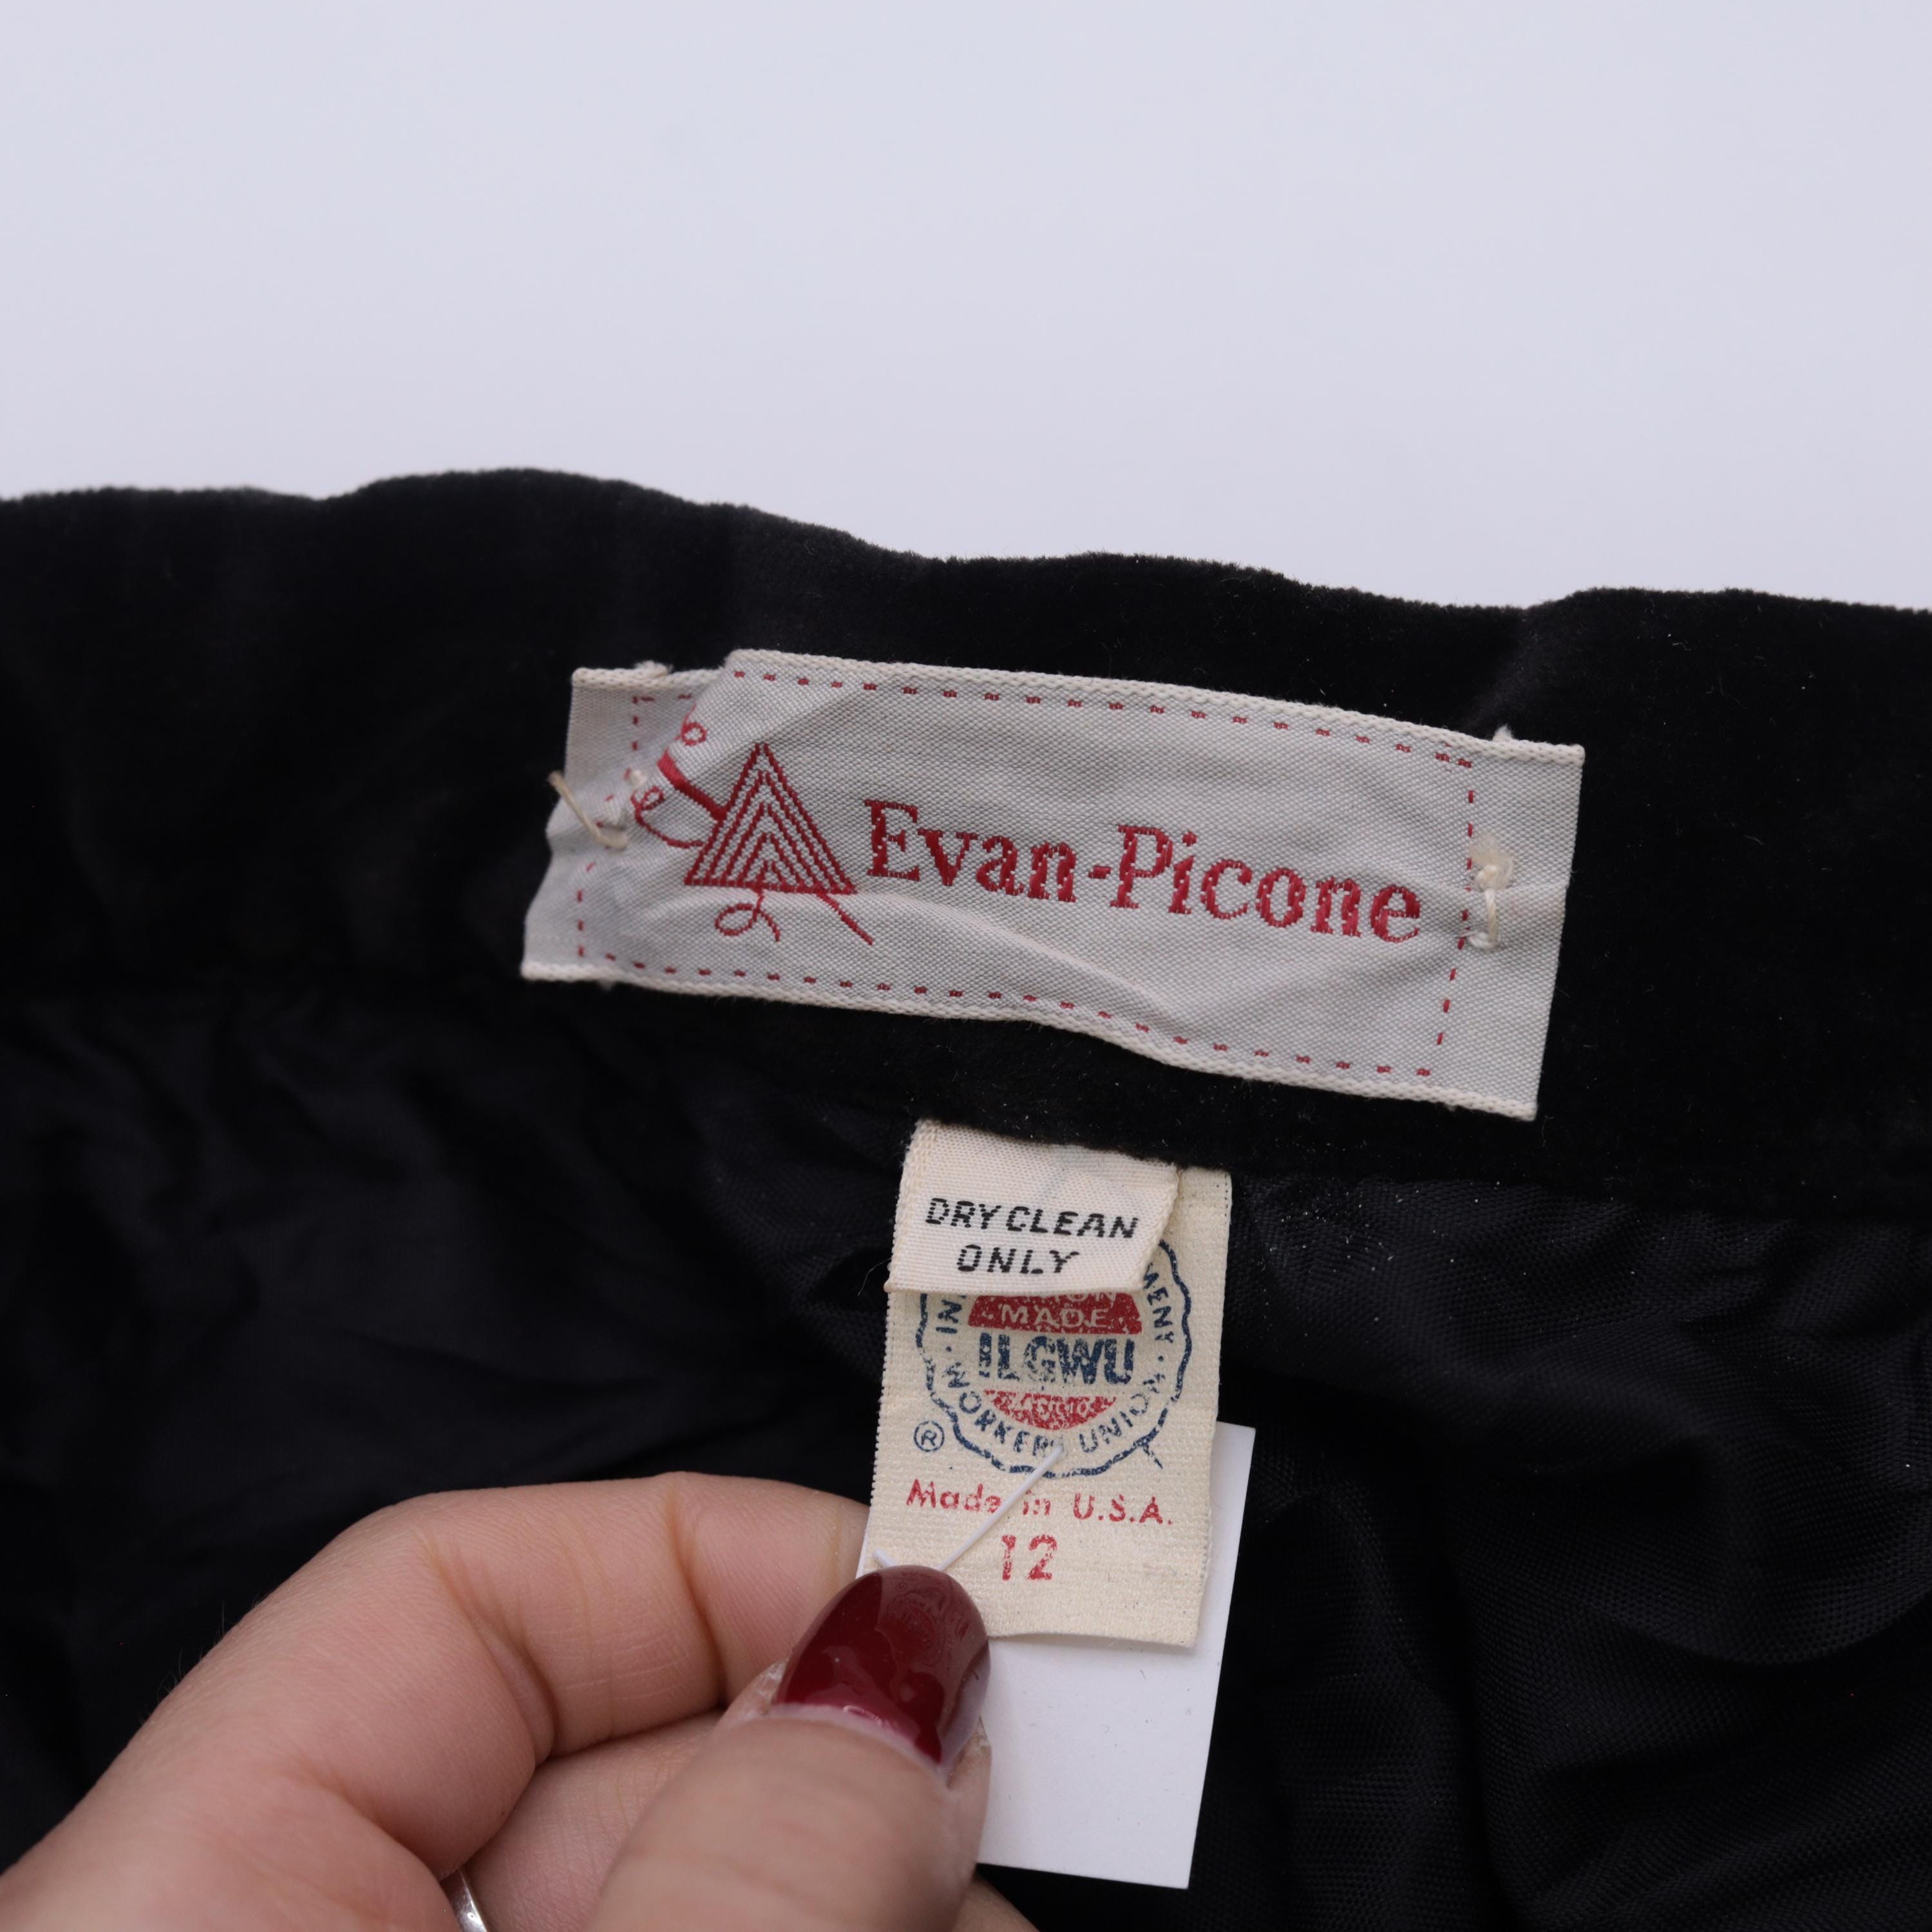 Evan-Picone
DRY CLEAN
ONLY
MADE
ILGWU
WORKERS UNION
®
Made in U.S.A.
12